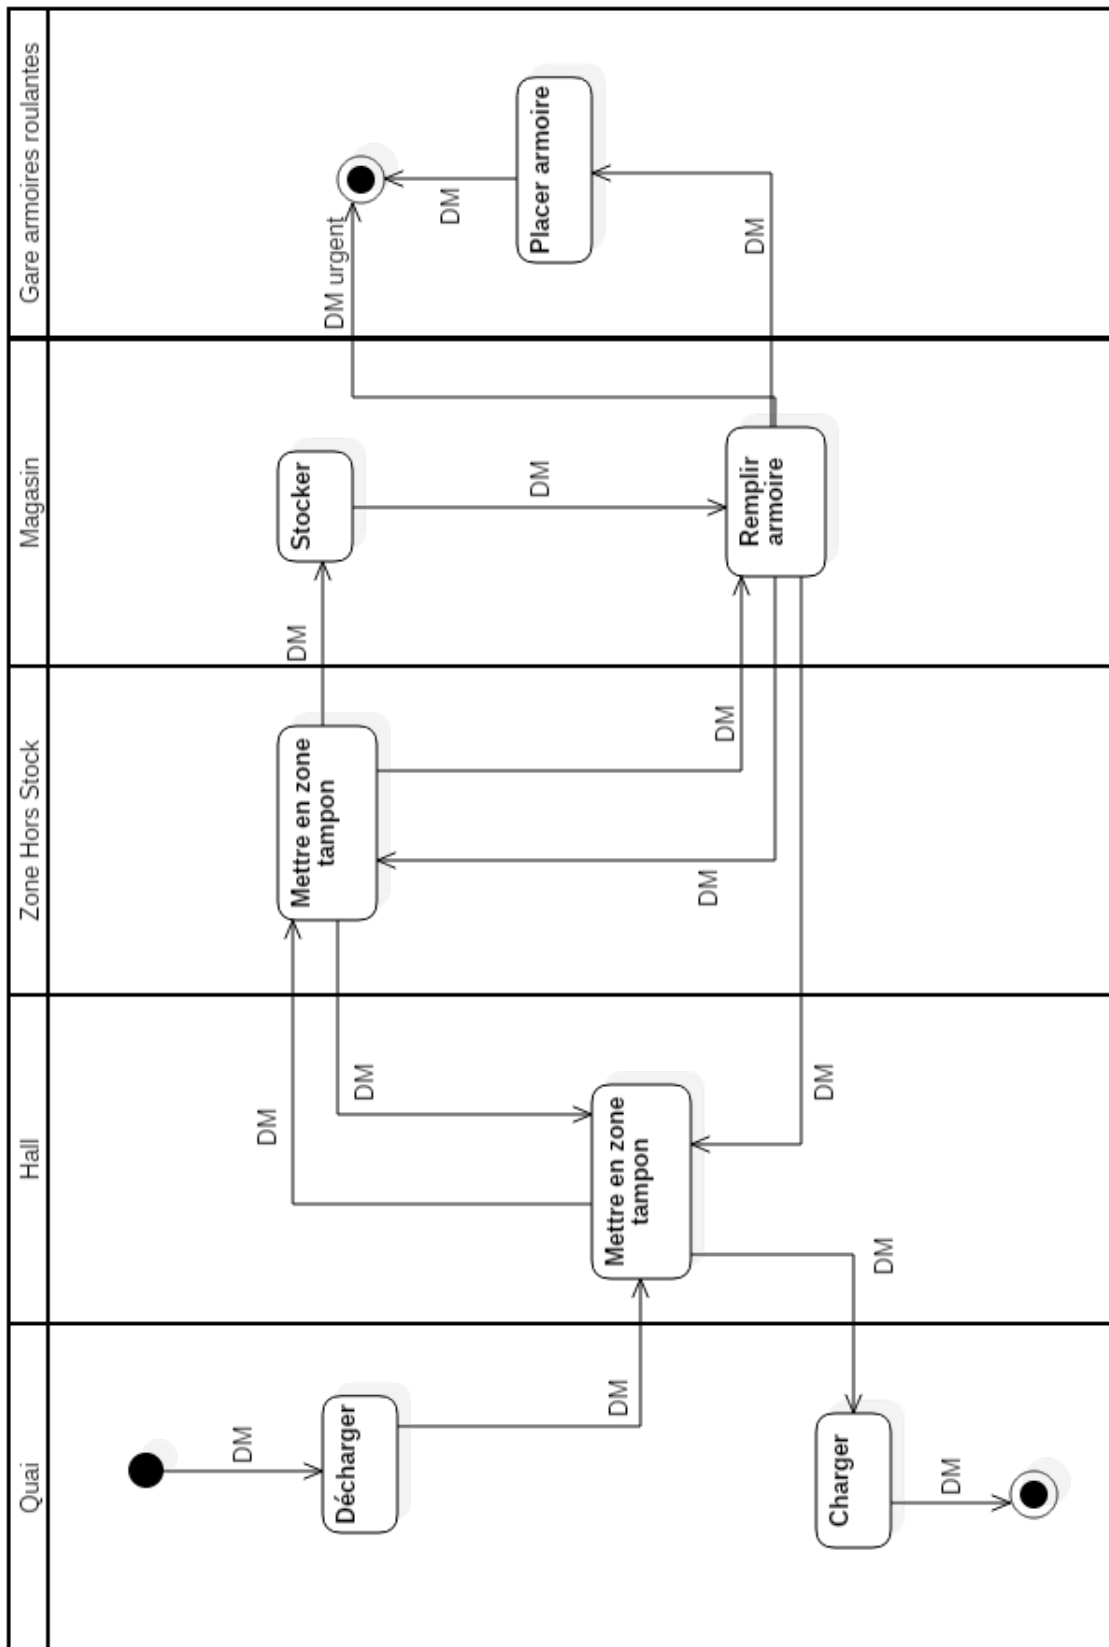 Quai
Hall
Zone Hors Stock
Magasin
Gare armoires roulantes
DM
Décharger
DM
DM
DM
Mettre en zone
tampon
DM
Charger
DM
DM
Mettre en zone
tampon
DM
DM
DM
Stocker
DM
Remplir
armoire
DM urgent
DM
Placer armoire
DM